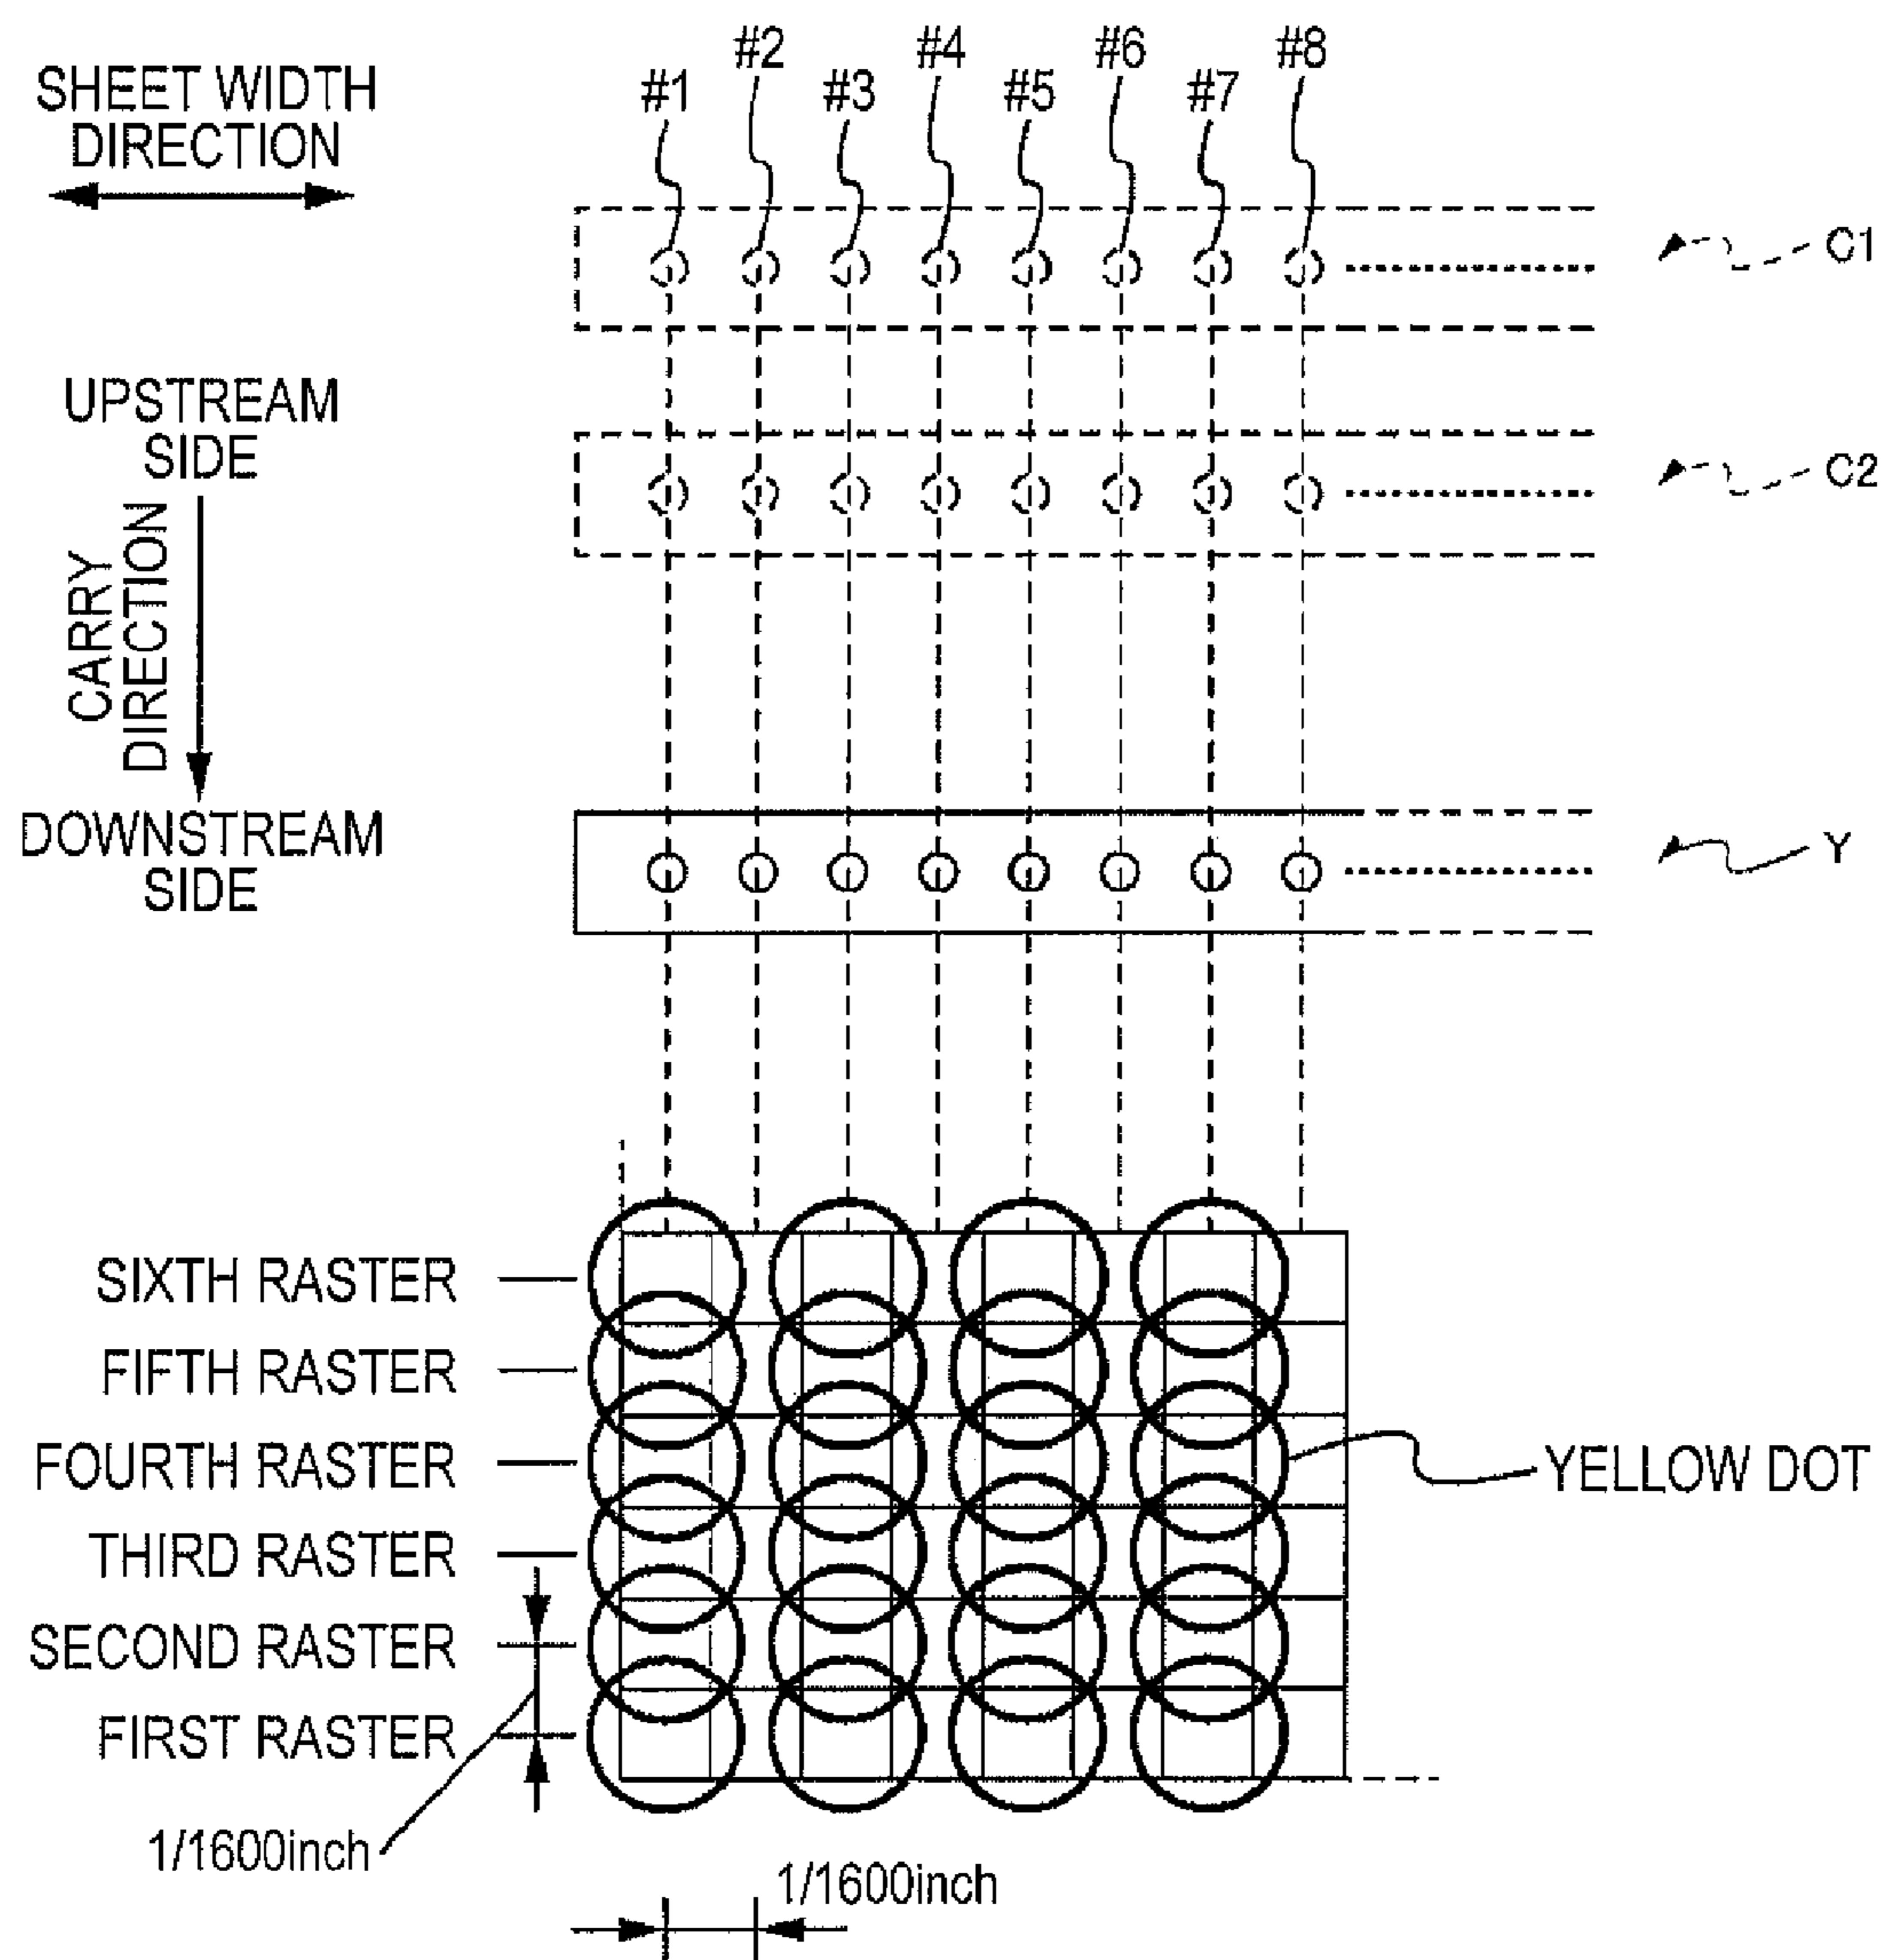 #2 #4 #6 #8
#1 #3 #5 #7
SHEET WIDTH
DIRECTION
C1
UPSTREAM
SIDE
C2
CARRY
DIRECTION
DOWNSTREAM
SIDE
Y
SIXTH RASTER
FIFTH RASTER
FOURTH RASTER
YELLOW DOT
THIRD RASTER
SECOND RASTER
FIRST RASTER
1/1600inch
1/1600inch